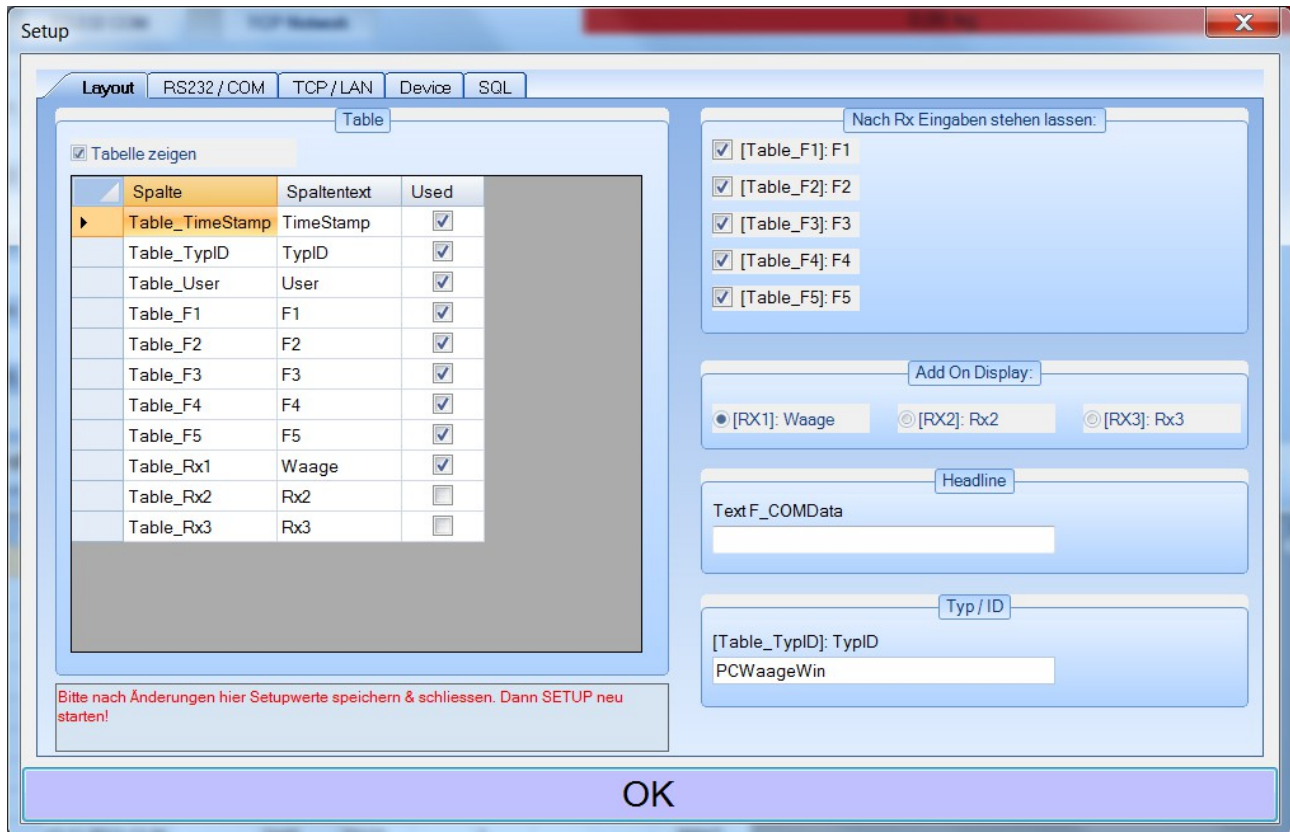 Setup
Layout RS232 / COM TCP / LAN Device SQL
Table
Tabelle zeigen
Spalte Spaltentext Used
Table_TimeStamp TimeStamp
Table_TypID TypID
Table_User User
Table_F1 F1
Table_F2 F2
Table_F3 F3
Table_F4 F4
Table_F5 F5
Table_Rx1 Waage
Table_Rx2 Rx2
Table_Rx3 Rx3
Bitte nach Änderungen hier Setupwerte speichern & schliessen. Dann SETUP neu
starten!
Nach Rx Eingaben stehen lassen:
[Table_F1]: F1
[Table_F2]: F2
[Table_F3]: F3
[Table_F4]: F4
[Table_F5]: F5
Add On Display:
[RX1]: Waage [RX2]: Rx2 [RX3]: Rx3
Headline
Text F_COMData
Typ / ID
[Table_TypID]: TypID
PCWaageWin
OK